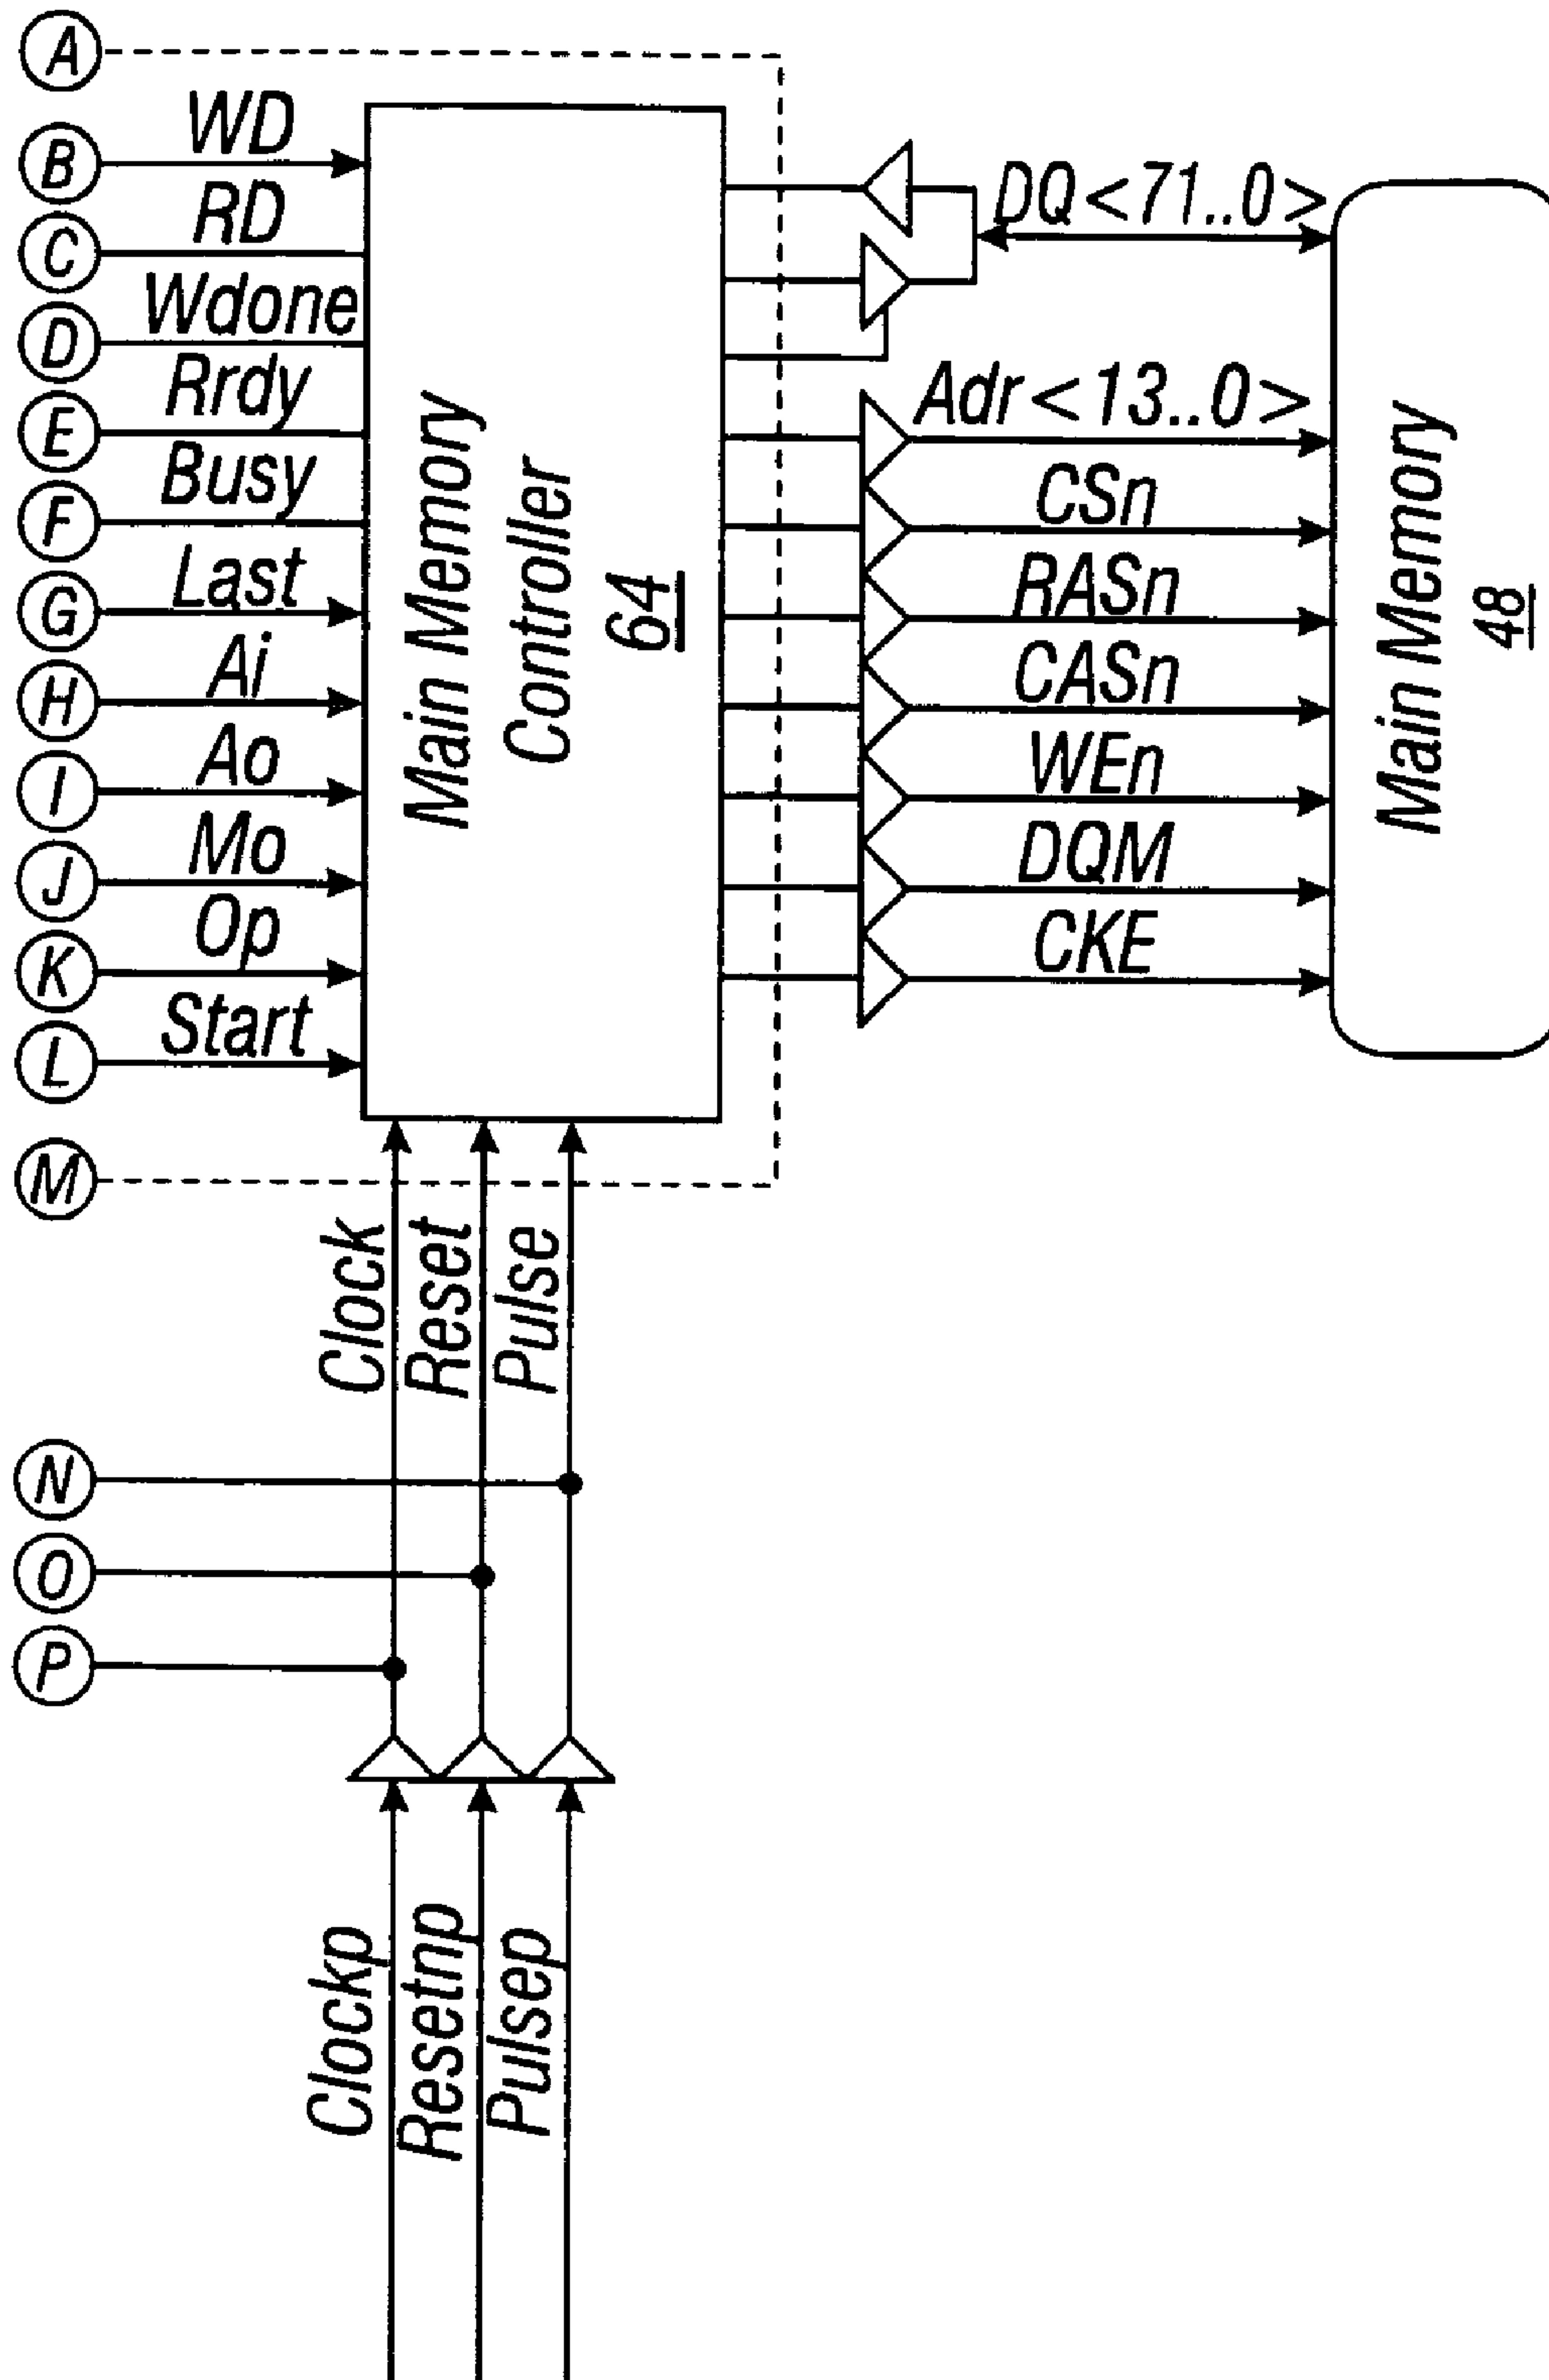 A
B WD
C RD
D Wdone
E Rrdy
F Busy
G Last
H Ai
I Ao
J Mo
K Op
L Start
M
Main Memory
Controller
64
DQ<71..0>
Adr<13..0>
CSn
RASn
CASn
WEn
DQM
CKE
Main Memory
48
Clock
Reset
Pulse
N
O
P
Clockp
Resetnp
Pulsep